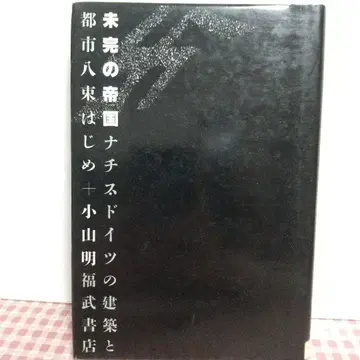 未完の帝国ナチスドイツの建築と
都市八束はじめ+小山明福武書店